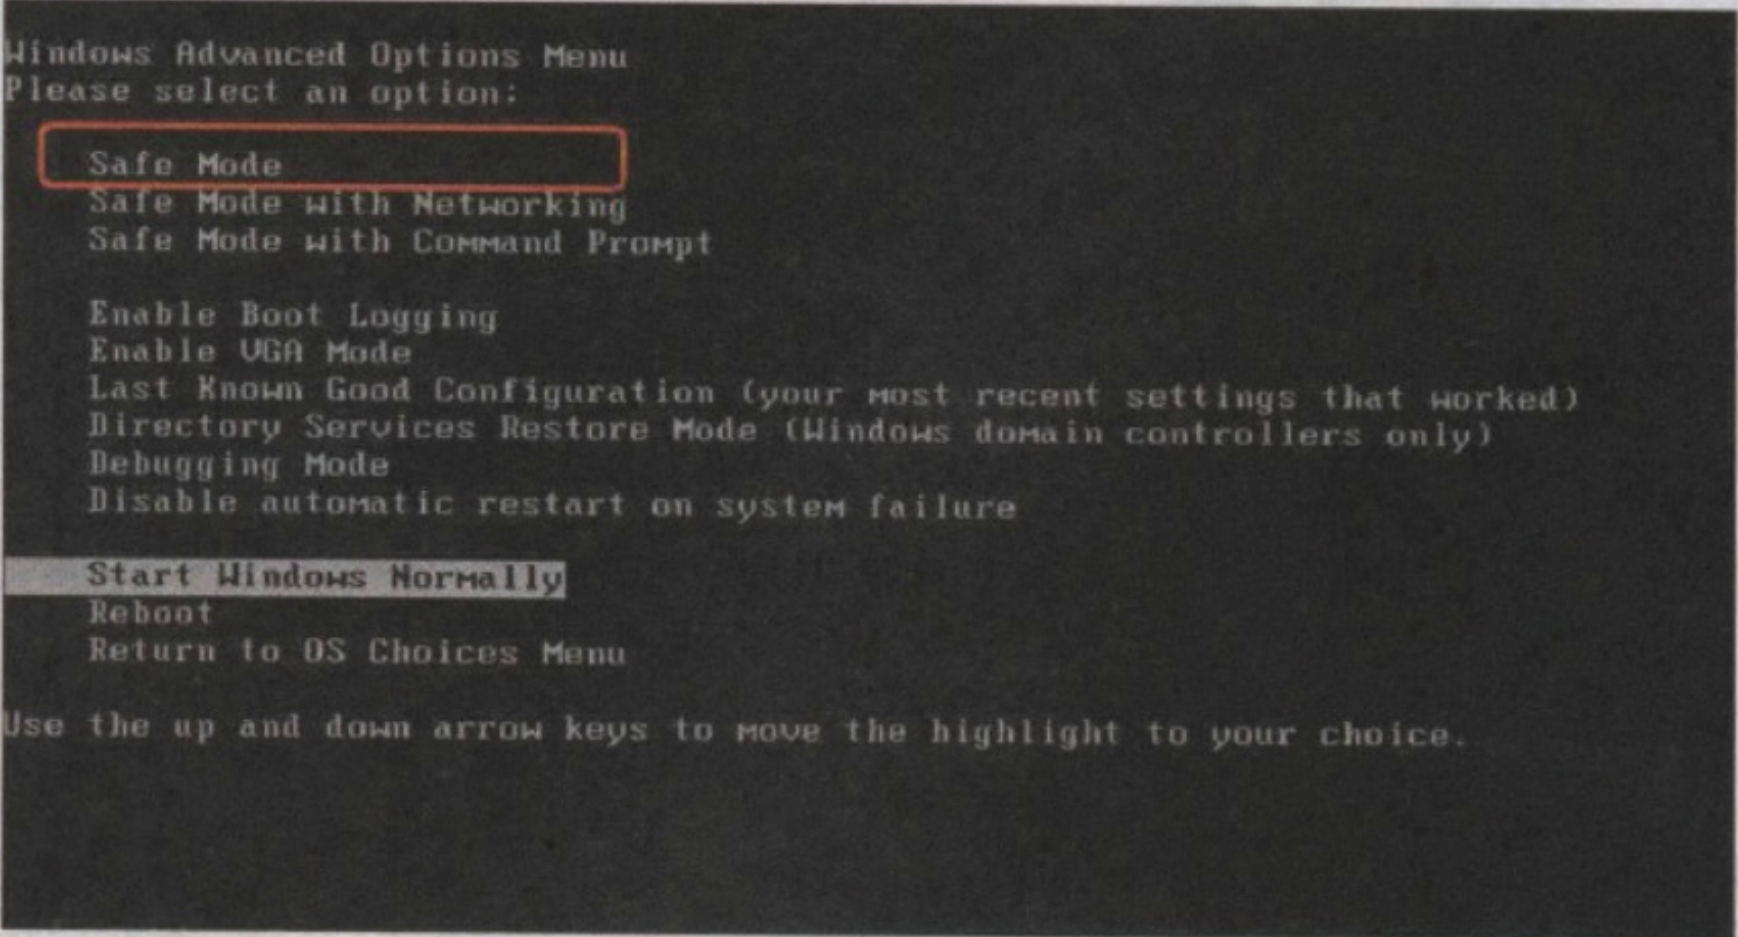 Windows Advanced Options Menu
Please select an option:
Safe Mode
Safe Mode with Networking
Safe Mode with Command Prompt
Enable Boot Logging
Enable VGA Mode
Last Known Good Configuration (your most recent settings that worked)
Directory Services Restore Mode (Windows domain controllers only)
Debugging Mode
Disable automatic restart on system failure
Start Windows Normally
Reboot
Return to OS Choices Menu
Use the up and down arrow keys to move the highlight to your choice.